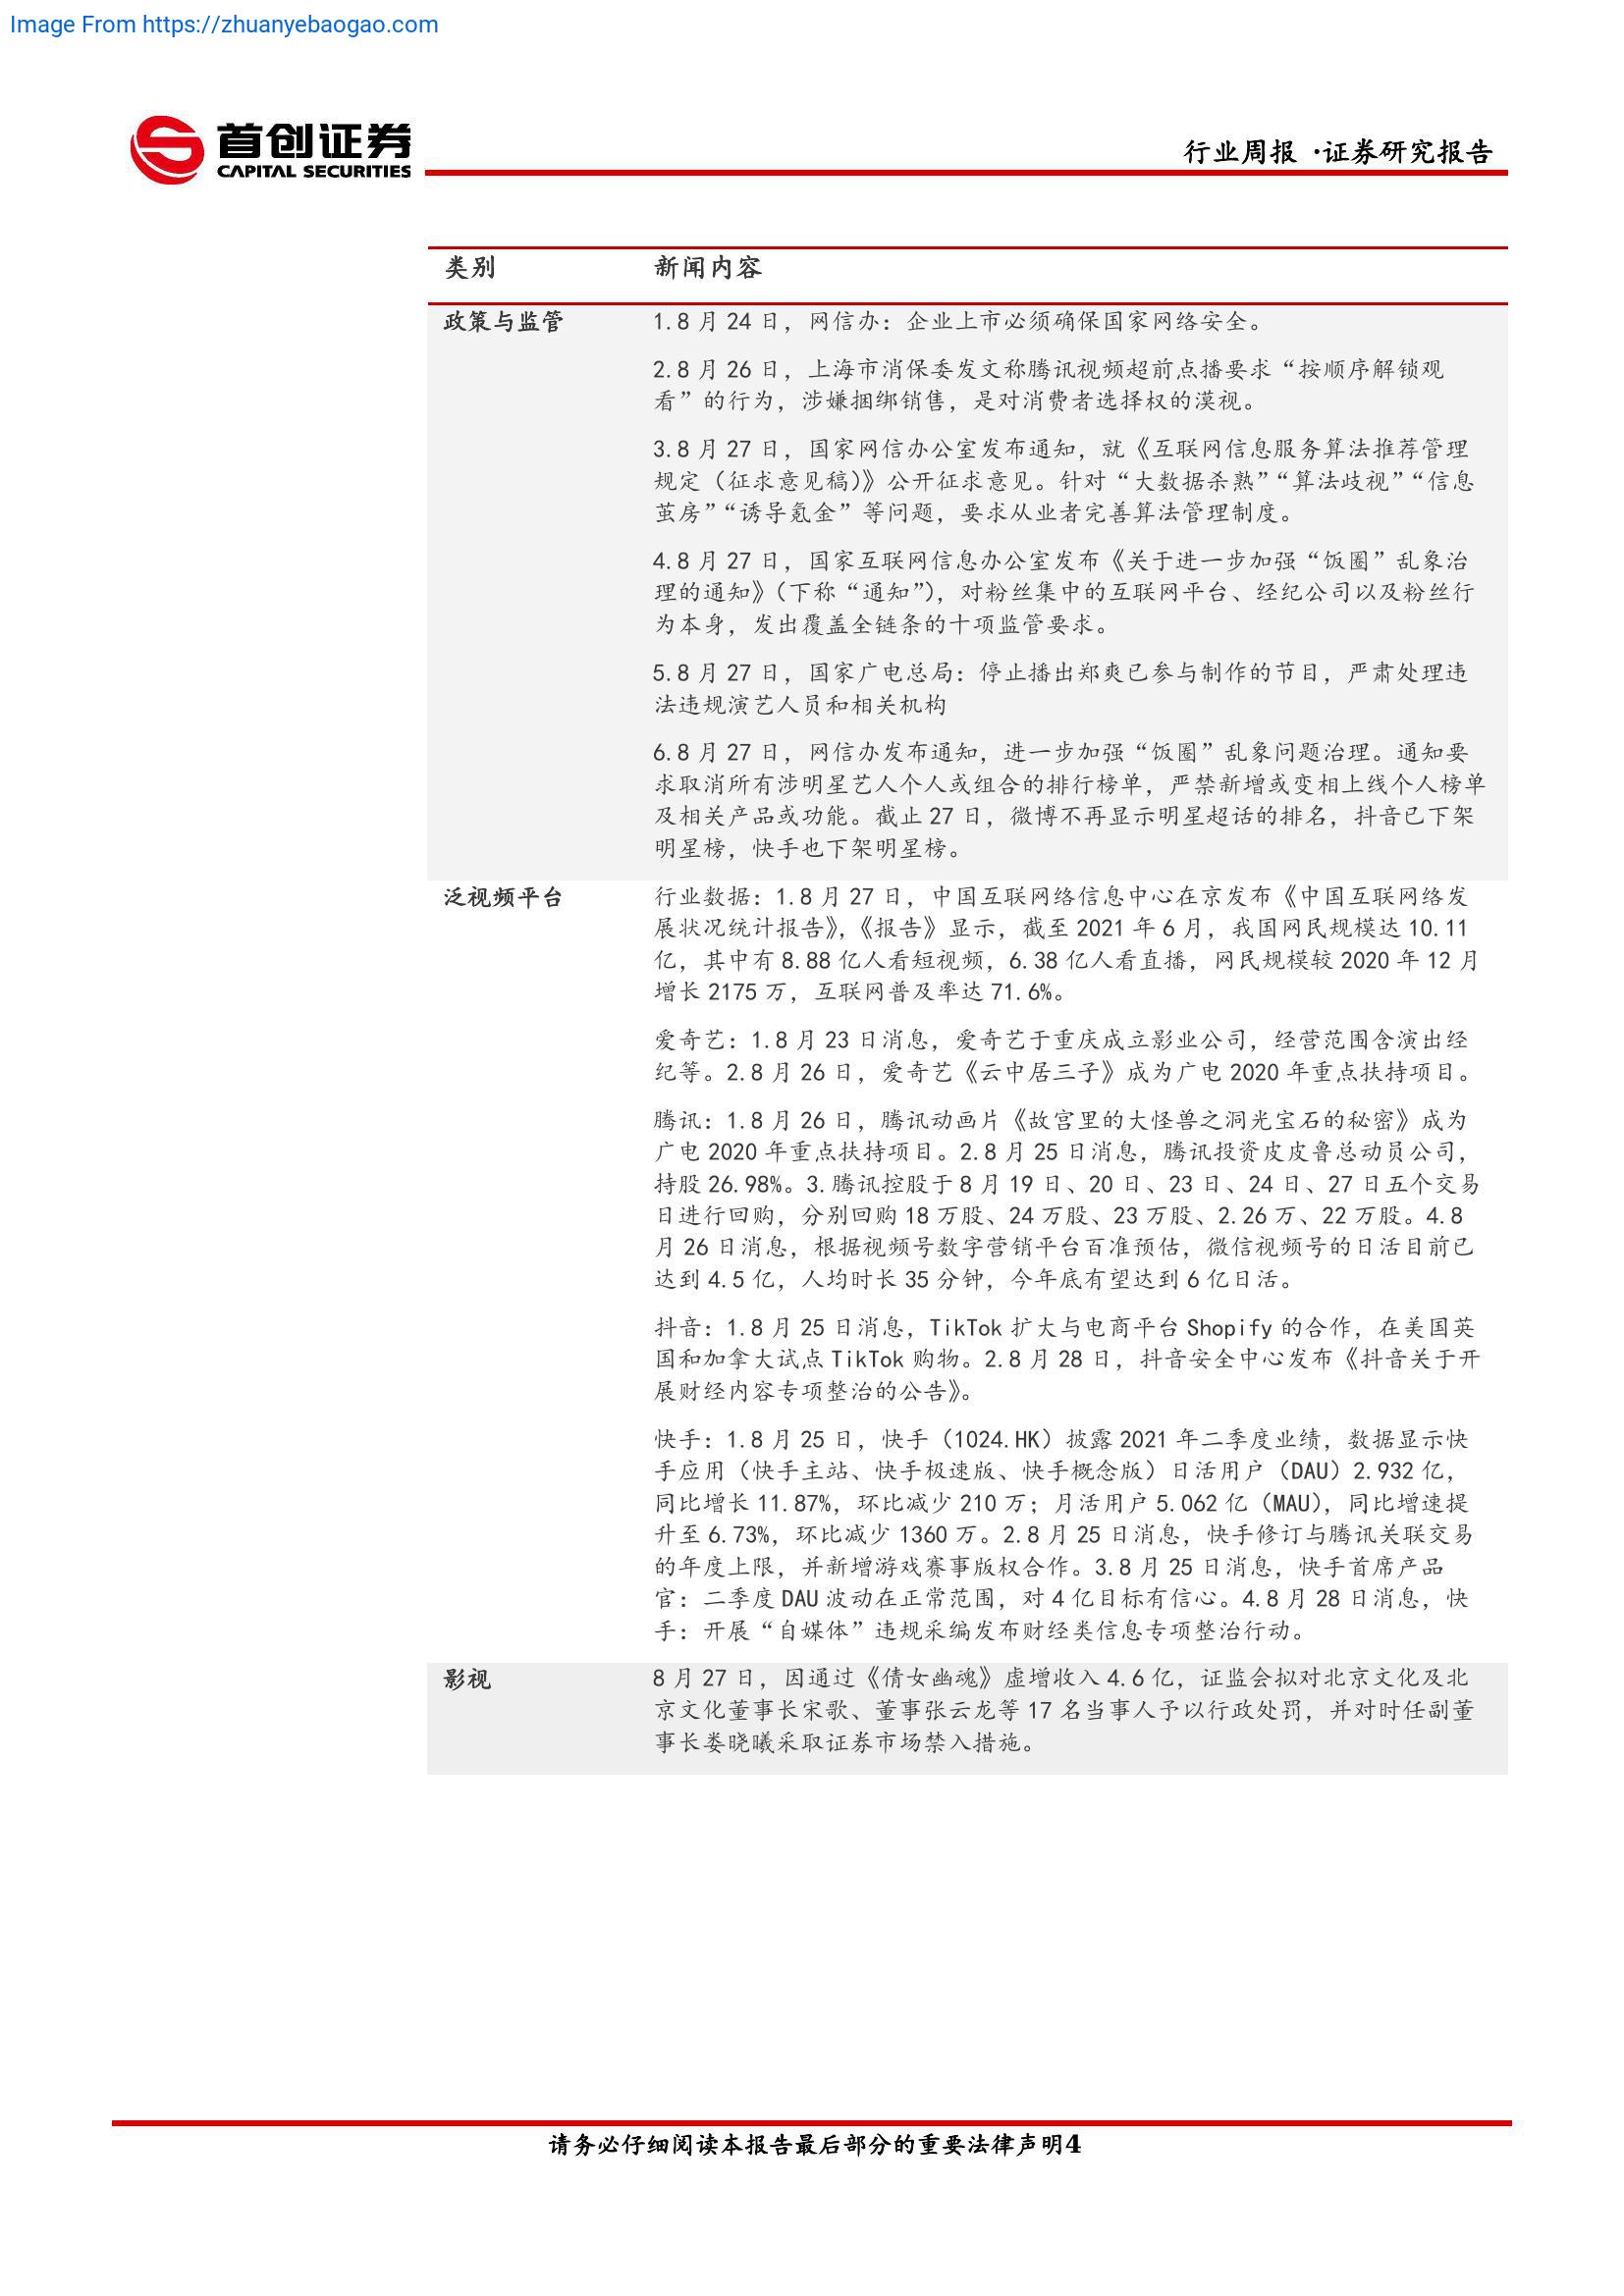 Image From https://zhuanyebaogao.com
首创证券
CAPITAL SECURITIES
行业周报 ·证券研究报告
类别 新闻内容
政策与监管 1.8 月 24 日，网信办：企业上市必须确保国家网络安全。
2.8 月 26 日，上海市消保委发文称腾讯视频超前点播要求“按顺序解锁观
看”的行为，涉嫌捆绑销售，是对消费者选择权的漠视。
3.8 月 27 日，国家网信办公室发布通知，就《互联网信息服务算法推荐管理
规定（征求意见稿）》公开征求意见。针对“大数据杀熟”“算法歧视”“信息
茧房”“诱导氪金”等问题，要求从业者完善算法管理制度。
4.8 月 27 日，国家互联网信息办公室发布《关于进一步加强“饭圈”乱象治
理的通知》（下称“通知”），对粉丝集中的互联网平台、经纪公司以及粉丝行
为本身，发出覆盖全链条的十项监管要求。
5.8 月 27 日，国家广电总局：停止播出郑爽已参与制作的节目，严肃处理违
法违规演艺人员和相关机构
6.8 月 27 日，网信办发布通知，进一步加强“饭圈”乱象问题治理。通知要
求取消所有涉明星艺人个人或组合的排行榜单，严禁新增或变相上线个人榜单
及相关产品或功能。截止 27 日，微博不再显示明星超话的排名，抖音已下架
明星榜，快手也下架明星榜。
泛视频平台 行业数据：1.8 月 27 日，中国互联网络信息中心在京发布《中国互联网络发
展状况统计报告》，《报告》显示，截至 2021 年 6 月，我国网民规模达 10.11
亿，其中有 8.88 亿人看短视频，6.38 亿人看直播，网民规模较 2020 年 12 月
增长 2175 万，互联网普及率达 71.6%。
爱奇艺：1.8 月 23 日消息，爱奇艺于重庆成立影业公司，经营范围含演出经
纪等。2.8 月 26 日，爱奇艺《云中居三子》成为广电 2020 年重点扶持项目。
腾讯：1.8 月 26 日，腾讯动画片《故宫里的大怪兽之洞光宝石的秘密》成为
广电 2020 年重点扶持项目。2.8 月 25 日消息，腾讯投资皮皮鲁总动员公司，
持股 26.98%。3.腾讯控股于 8 月 19 日、20 日、23 日、24 日、27 日五个交易
日进行回购，分别回购 18 万股、24 万股、23 万股、2.26 万、22 万股。4.8
月 26 日消息，根据视频号数字营销平台百准预估，微信视频号的日活目前已
达到 4.5 亿，人均时长 35 分钟，今年底有望达到 6 亿日活。
抖音：1.8 月 25 日消息，TikTok 扩大与电商平台 Shopify 的合作，在美国英
国和加拿大试点 TikTok 购物。2.8 月 28 日，抖音安全中心发布《抖音关于开
展财经内容专项整治的公告》。
快手：1.8 月 25 日，快手（1024.HK）披露 2021 年二季度业绩，数据显示快
手应用（快手主站、快手极速版、快手概念版）日活用户（DAU）2.932 亿，
同比增长 11.87%，环比减少 210 万；月活用户 5.062 亿（MAU），同比增速提
升至 6.73%，环比减少 1360 万。2.8 月 25 日消息，快手修订与腾讯关联交易
的年度上限，并新增游戏赛事版权合作。3.8 月 25 日消息，快手首席产品
官：二季度 DAU 波动在正常范围，对 4 亿目标有信心。4.8 月 28 日消息，快
手：开展“自媒体”违规采编发布财经类信息专项整治行动。
影视 8 月 27 日，因通过《倩女幽魂》虚增收入 4.6 亿，证监会拟对北京文化及北
京文化董事长宋歌、董事张云龙等 17 名当事人予以行政处罚，并对时任副董
事长娄晓曦采取证券市场禁入措施。
请务必仔细阅读本报告最后部分的重要法律声明4